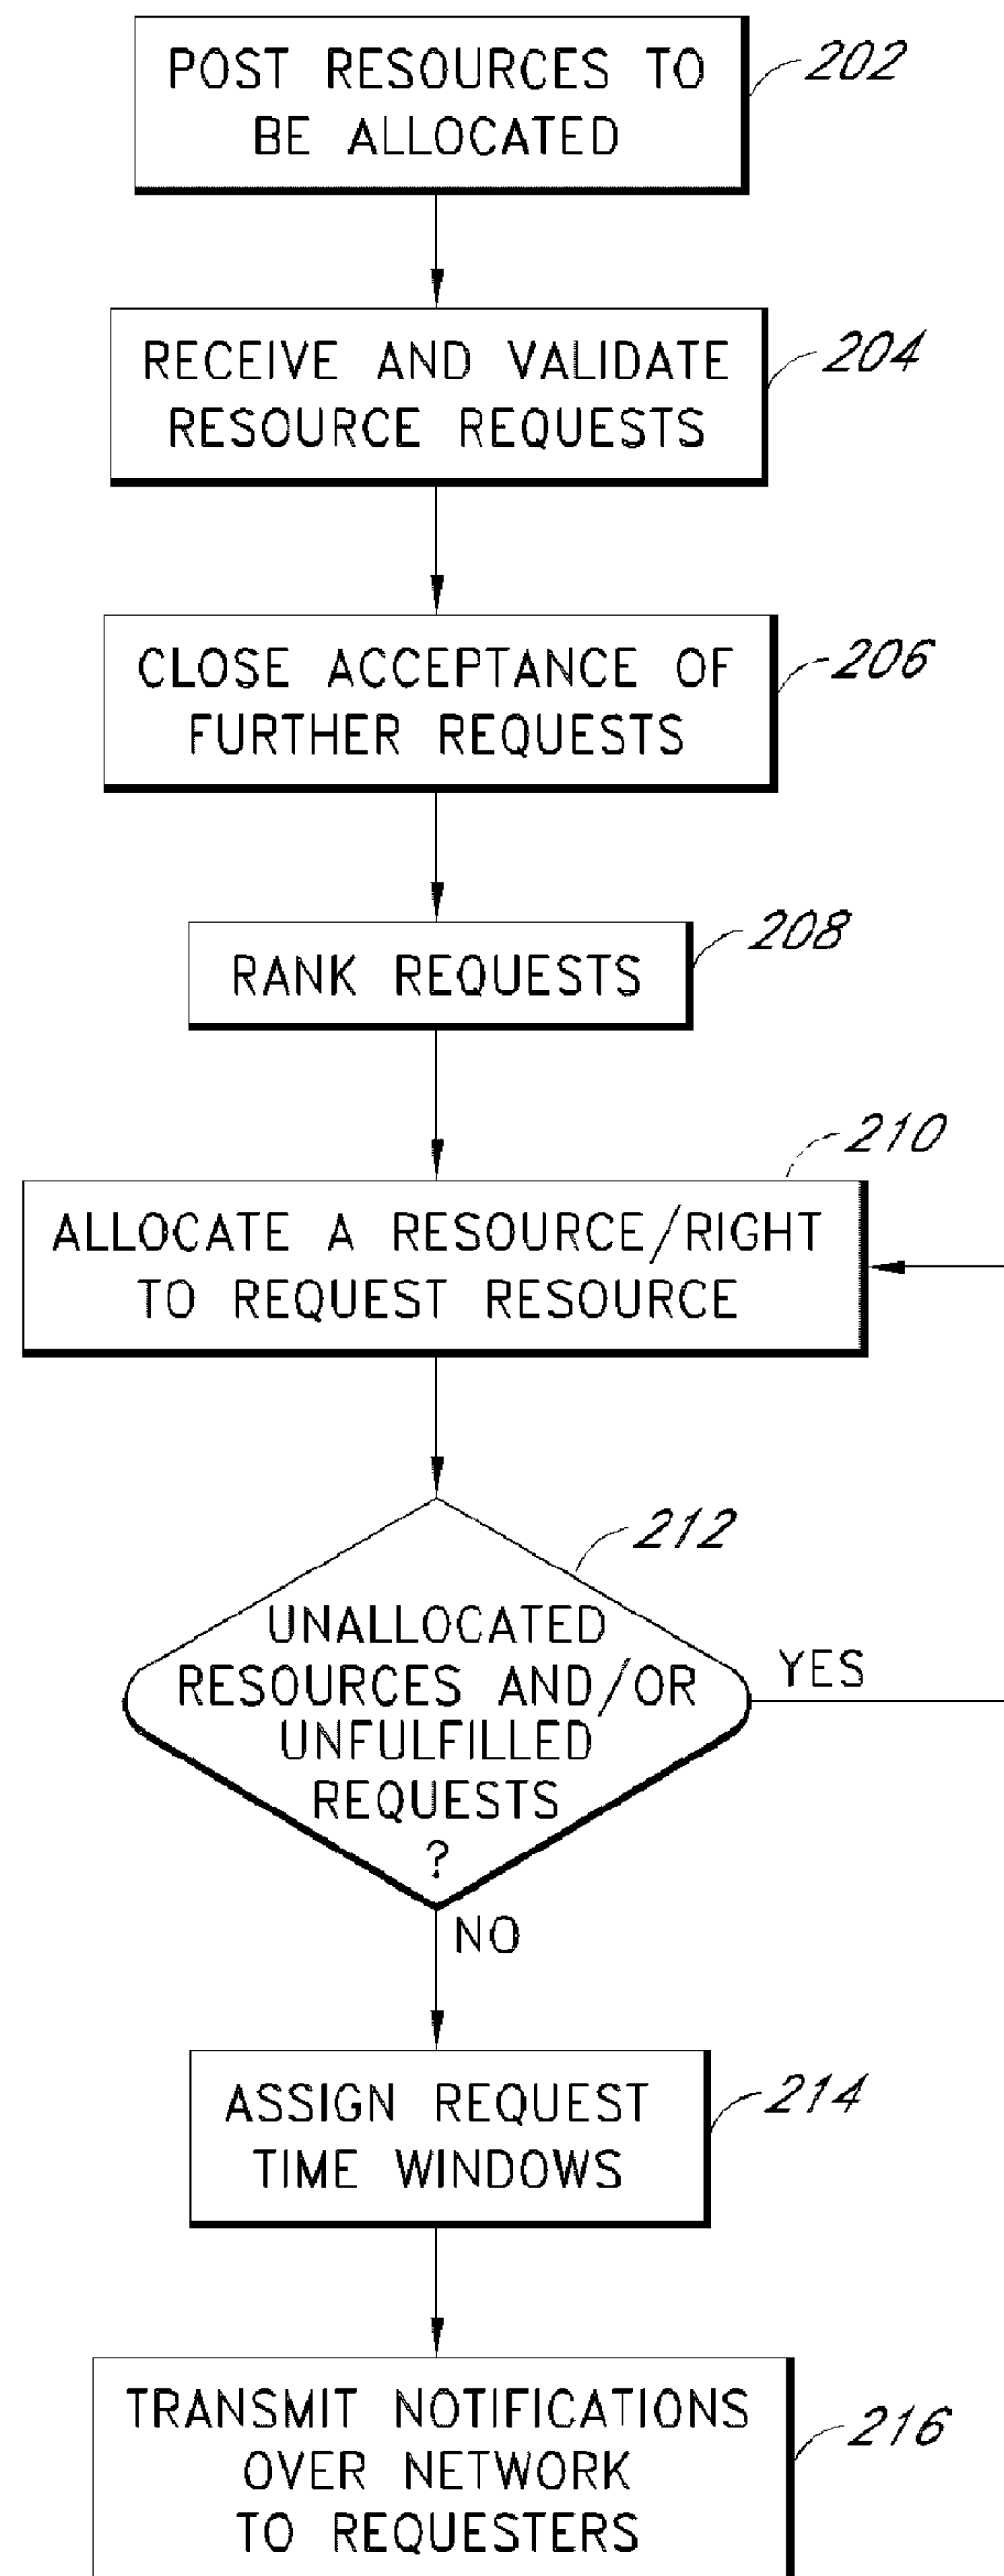 POST RESOURCES TO
BE ALLOCATED
202
RECEIVE AND VALIDATE
RESOURCE REQUESTS
204
CLOSE ACCEPTANCE OF
FURTHER REQUESTS
206
RANK REQUESTS
208
210
ALLOCATE A RESOURCE/RIGHT
TO REQUEST RESOURCE
212
UNALLOCATED
RESOURCES AND/OR
UNFULFILLED
REQUESTS
?
YES
NO
ASSIGN REQUEST
TIME WINDOWS
214
TRANSMIT NOTIFICATIONS
OVER NETWORK
TO REQUESTERS
216